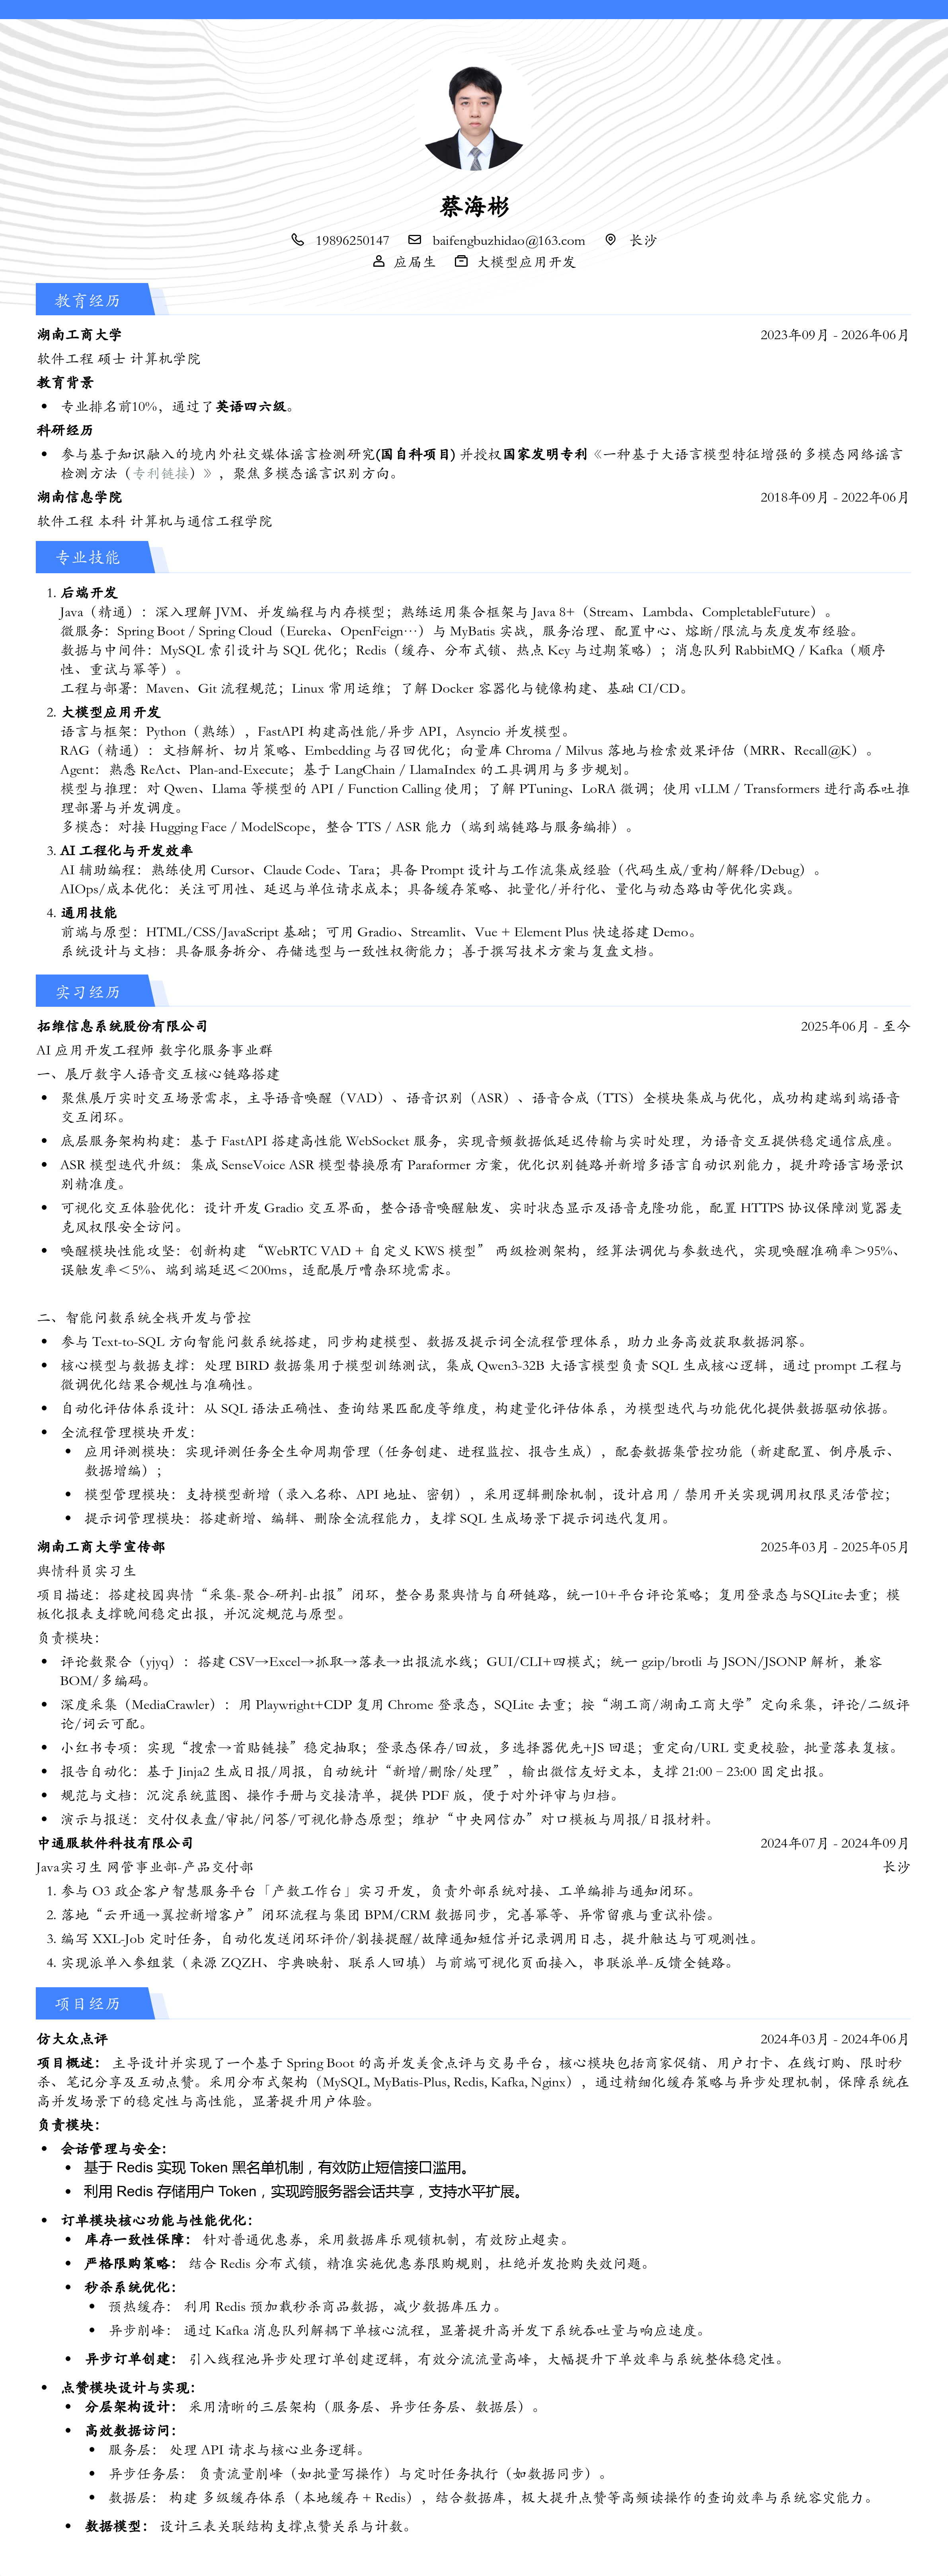 蔡海彬
19896250147 baifengbuzhidao@163.com 长沙
应届生 大模型应用开发
教育经历
湖南工商大学 2023年09月 - 2026年06月
软件工程 硕士 计算机学院
教育背景
专业排名前10%，通过了英语四六级。
科研经历
参与基于知识融入的境内外社交媒体谣言检测研究(国自科项目) 并授权国家发明专利《一种基于大语言模型特征增强的多模态网络谣言
检测方法（专利链接）》，聚焦多模态谣言识别方向。
湖南信息学院 2018年09月 - 2022年06月
软件工程 本科 计算机与通信工程学院
专业技能
1. 后端开发
Java（精通）：深入理解 JVM、并发编程与内存模型；熟练运用集合框架与 Java 8+（Stream、Lambda、CompletableFuture）。
微服务：Spring Boot / Spring Cloud（Eureka、OpenFeign…）与 MyBatis 实战，服务治理、配置中心、熔断/限流与灰度发布经验。
数据与中间件：MySQL 索引设计与 SQL 优化；Redis（缓存、分布式锁、热点 Key 与过期策略）；消息队列 RabbitMQ / Kafka（顺序
性、重试与幂等）。
工程与部署：Maven、Git 流程规范；Linux 常用运维；了解 Docker 容器化与镜像构建、基础 CI/CD。
2. 大模型应用开发
语言与框架：Python（熟练），FastAPI 构建高性能/异步 API，Asyncio 并发模型。
RAG（精通）：文档解析、切片策略、Embedding 与召回优化；向量库 Chroma / Milvus 落地与检索效果评估（MRR、Recall@K）。
Agent：熟悉 ReAct、Plan-and-Execute；基于 LangChain / LlamaIndex 的工具调用与多步规划。
模型与推理：对 Qwen、Llama 等模型的 API / Function Calling 使用；了解 PTuning、LoRA 微调；使用 vLLM / Transformers 进行高吞吐推
理部署与并发调度。
多模态：对接 Hugging Face / ModelScope，整合 TTS / ASR 能力（端到端链路与服务编排）。
3. AI 工程化与开发效率
AI 辅助编程：熟练使用 Cursor、Claude Code、Tara；具备 Prompt 设计与工作流集成经验（代码生成/重构/解释/Debug）。
AIOps/成本优化：关注可用性、延迟与单位请求成本；具备缓存策略、批量化/并行化、量化与动态路由等优化实践。
4. 通用技能
前端与原型：HTML/CSS/JavaScript 基础；可用 Gradio、Streamlit、Vue + Element Plus 快速搭建 Demo。
系统设计与文档：具备服务拆分、存储选型与一致性权衡能力；善于撰写技术方案与复盘文档。
实习经历
拓维信息系统股份有限公司 2025年06月 - 至今
AI 应用开发工程师 数字化服务事业群
一、展厅数字人语音交互核心链路搭建
聚焦展厅实时交互场景需求，主导语音唤醒（VAD）、语音识别（ASR）、语音合成（TTS）全模块集成与优化，成功构建端到端语音
交互闭环。
底层服务架构构建：基于 FastAPI 搭建高性能 WebSocket 服务，实现音频数据低延迟传输与实时处理，为语音交互提供稳定通信底座。
ASR 模型迭代升级：集成 SenseVoice ASR 模型替换原有 Paraformer 方案，优化识别链路并新增多语言自动识别能力，提升跨语言场景识
别精准度。
可视化交互体验优化：设计开发 Gradio 交互界面，整合语音唤醒触发、实时状态显示及语音克隆功能，配置 HTTPS 协议保障浏览器麦
克风权限安全访问。
唤醒模块性能攻坚：创新构建 “WebRTC VAD + 自定义 KWS 模型” 两级检测架构，经算法调优与参数迭代，实现唤醒准确率＞95%、
误触发率＜5%、端到端延迟＜200ms，适配展厅嘈杂环境需求。
二、智能问数系统全栈开发与管控
参与 Text-to-SQL 方向智能问数系统搭建，同步构建模型、数据及提示词全流程管理体系，助力业务高效获取数据洞察。
核心模型与数据支撑：处理 BIRD 数据集用于模型训练测试，集成 Qwen3-32B 大语言模型负责 SQL 生成核心逻辑，通过 prompt 工程与
微调优化结果合规性与准确性。
自动化评估体系设计：从 SQL 语法正确性、查询结果匹配度等维度，构建量化评估体系，为模型迭代与功能优化提供数据驱动依据。
全流程管理模块开发：
应用评测模块：实现评测任务全生命周期管理（任务创建、进程监控、报告生成），配套数据集管控功能（新建配置、倒序展示、
数据增编）；
模型管理模块：支持模型新增（录入名称、API 地址、密钥），采用逻辑删除机制，设计启用 / 禁用开关实现调用权限灵活管控；
提示词管理模块：搭建新增、编辑、删除全流程能力，支撑 SQL 生成场景下提示词迭代复用。
湖南工商大学宣传部 2025年03月 - 2025年05月
舆情科员实习生
项目描述：搭建校园舆情“采集-聚合-研判-出报”闭环，整合易聚舆情与自研链路，统一10+平台评论策略；复用登录态与SQLite去重；模
板化报表支撑晚间稳定出报，并沉淀规范与原型。
负责模块：
评论数聚合（yjyq）：搭建 CSV→Excel→抓取→落表→出报流水线；GUI/CLI+四模式；统一 gzip/brotli 与 JSON/JSONP 解析，兼容
BOM/多编码。
深度采集（MediaCrawler）：用 Playwright+CDP 复用 Chrome 登录态，SQLite 去重；按“湖工商/湖南工商大学”定向采集，评论/二级评
论/词云可配。
小红书专项：实现“搜索→首贴链接”稳定抽取；登录态保存/回放，多选择器优先+JS 回退；重定向/URL 变更校验，批量落表复核。
报告自动化：基于 Jinja2 生成日报/周报，自动统计“新增/删除/处理”，输出微信友好文本，支撑 21:00 – 23:00 固定出报。
规范与文档：沉淀系统蓝图、操作手册与交接清单，提供 PDF 版，便于对外评审与归档。
演示与报送：交付仪表盘/审批/问答/可视化静态原型；维护“中央网信办”对口模板与周报/日报材料。
中通服软件科技有限公司 2024年07月 - 2024年09月
Java实习生 网管事业部-产品交付部 长沙
1. 参与 O3 政企客户智慧服务平台「产数工作台」实习开发，负责外部系统对接、工单编排与通知闭环。
2. 落地“云开通→翼控新增客户”闭环流程与集团 BPM/CRM 数据同步，完善幂等、异常留痕与重试补偿。
3. 编写 XXL-Job 定时任务，自动化发送闭环评价/割接提醒/故障通知短信并记录调用日志，提升触达与可观测性。
4. 实现派单入参组装（来源 ZQZH、字典映射、联系人回填）与前端可视化页面接入，串联派单-反馈全链路。
项目经历
仿大众点评 2024年03月 - 2024年06月
项目概述： 主导设计并实现了一个基于 Spring Boot 的高并发美食点评与交易平台，核心模块包括商家促销、用户打卡、在线订购、限时秒
杀、笔记分享及互动点赞。采用分布式架构（MySQL, MyBatis-Plus, Redis, Kafka, Nginx），通过精细化缓存策略与异步处理机制，保障系统在
高并发场景下的稳定性与高性能，显著提升用户体验。
负责模块：
会话管理与安全：
基于 Redis 实现 Token 黑名单机制，有效防止短信接口滥用。
利用 Redis 存储用户 Token，实现跨服务器会话共享，支持水平扩展。
订单模块核心功能与性能优化：
库存一致性保障： 针对普通优惠券，采用数据库乐观锁机制，有效防止超卖。
严格限购策略： 结合 Redis 分布式锁，精准实施优惠券限购规则，杜绝并发抢购失效问题。
秒杀系统优化：
预热缓存： 利用 Redis 预加载秒杀商品数据，减少数据库压力。
异步削峰： 通过 Kafka 消息队列解耦下单核心流程，显著提升高并发下系统吞吐量与响应速度。
异步订单创建： 引入线程池异步处理订单创建逻辑，有效分流流量高峰，大幅提升下单效率与系统整体稳定性。
点赞模块设计与实现：
分层架构设计： 采用清晰的三层架构（服务层、异步任务层、数据层）。
高效数据访问：
服务层： 处理 API 请求与核心业务逻辑。
异步任务层： 负责流量削峰（如批量写操作）与定时任务执行（如数据同步）。
数据层： 构建 多级缓存体系（本地缓存 + Redis），结合数据库，极大提升点赞等高频读操作的查询效率与系统容灾能力。
数据模型： 设计三表关联结构支撑点赞关系与计数。